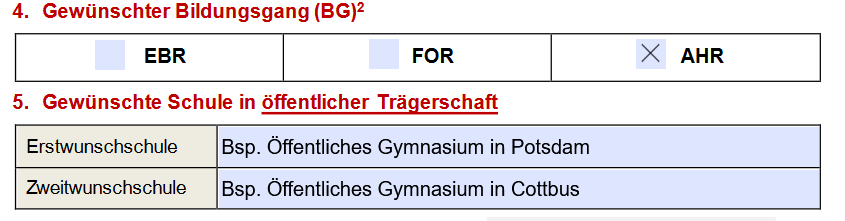 4. Gewünschter Bildungsgang (BG)²
EBR FOR AHR
5. Gewünschte Schule in öffentlicher Trägerschaft
Erstwunschschule Bsp. Öffentliches Gymnasium in Potsdam
Zweitwunschschule Bsp. Öffentliches Gymnasium in Cottbus